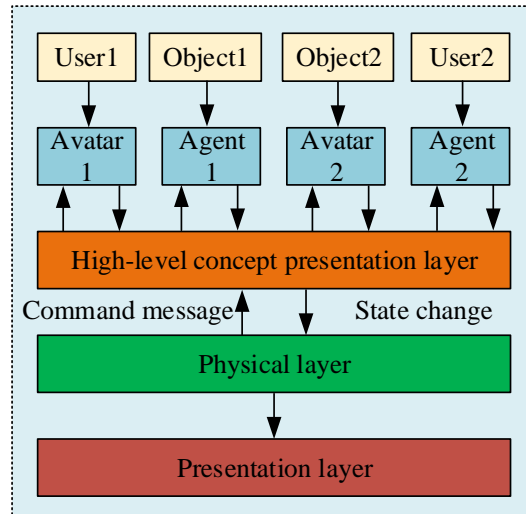 User1 Object1 Object2 User2
Avatar Agent Avatar Agent
1 1 2 2
High-level concept presentation layer
Command message State change
Physical layer
Presentation layer